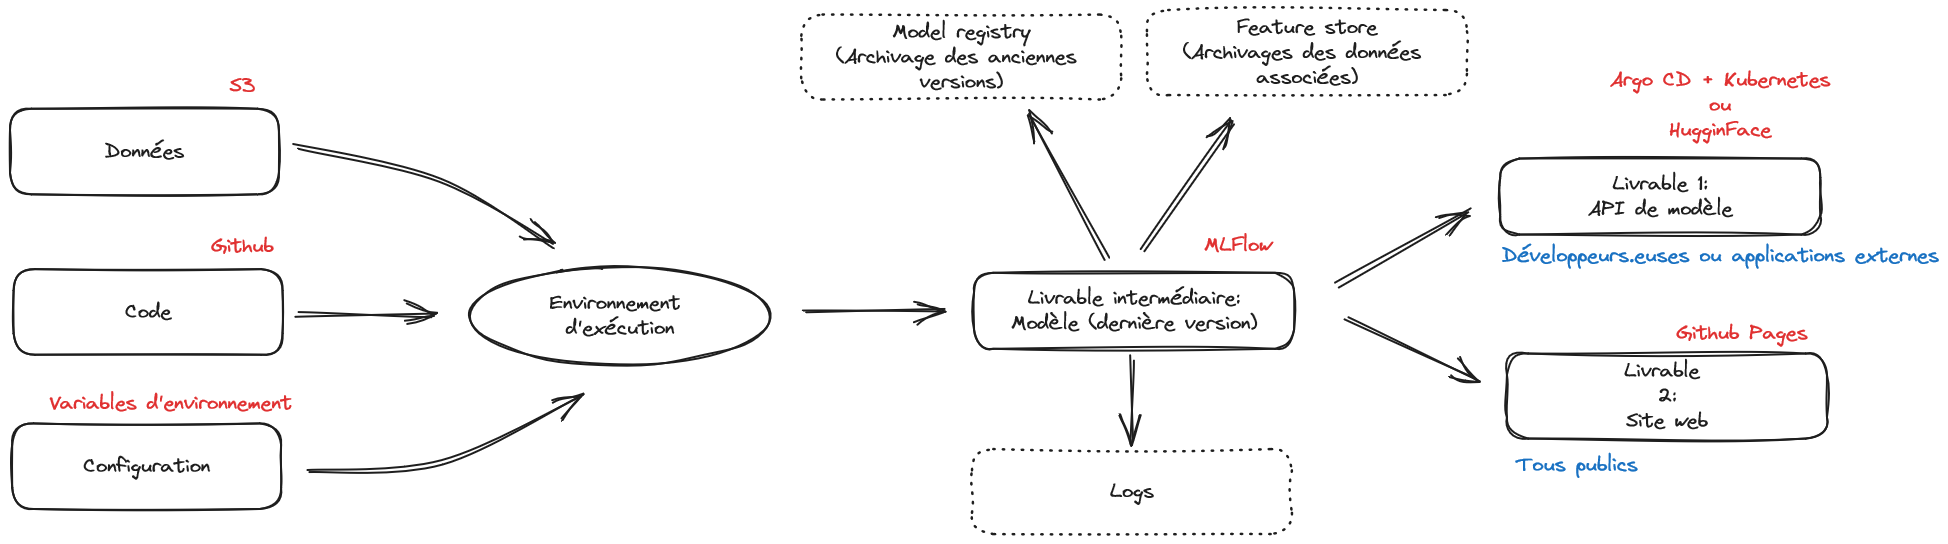 S3
Données
Github
Code
Variables d'environnement
Configuration
Environnement
d'exécution
Model registry
(Archivage des anciennes
versions)
Feature store
(Archivages des données
associées)
MLFlow
Livrable intermédiaire:
Modèle (dernière version)
Logs
Argo CD + Kubernetes
ou
HugginFace
Livrable 1:
API de modèle
Développeurs.euses ou applications externes
Github Pages
Livrable
2:
Site web
Tous publics